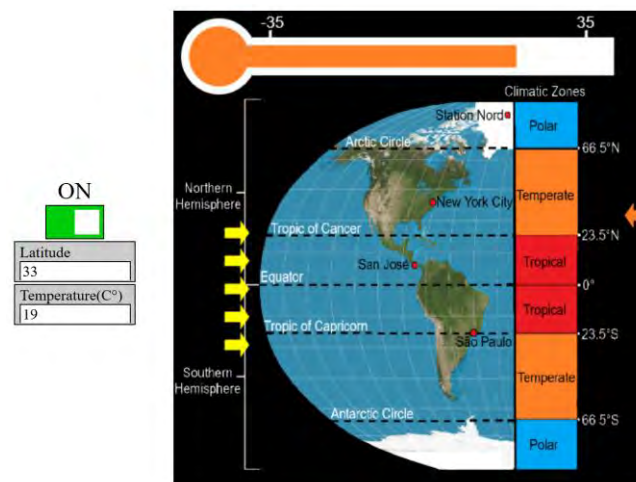 -35 35
Climatic Zones
Station Nord
Polar
Arctic Circle
66.5°N
ON
Northern
Hemisphere
New York City
Temperate
Tropic of Cancer
23.5°N
Latitude
33
San José
Tropical
Equator
0°
Temperature(C°)
19
Tropical
Tropic of Capricorn
23.5°S
São Paulo
Southern
Hemisphere
Temperate
Antarctic Circle
66.5°S
Polar